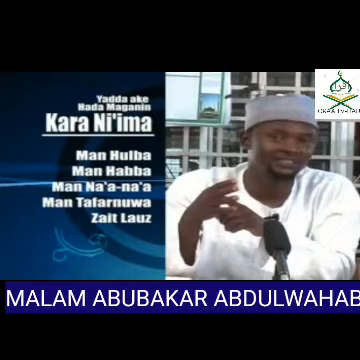 Yadda ake
Hada Maganin
Kara Ni'ima
Man Hulba
Man Habba
Man Na'a-na'a
Man Tafarnuwa
Zait Lauz
MALAM ABUBAKAR ABDULWAHAB